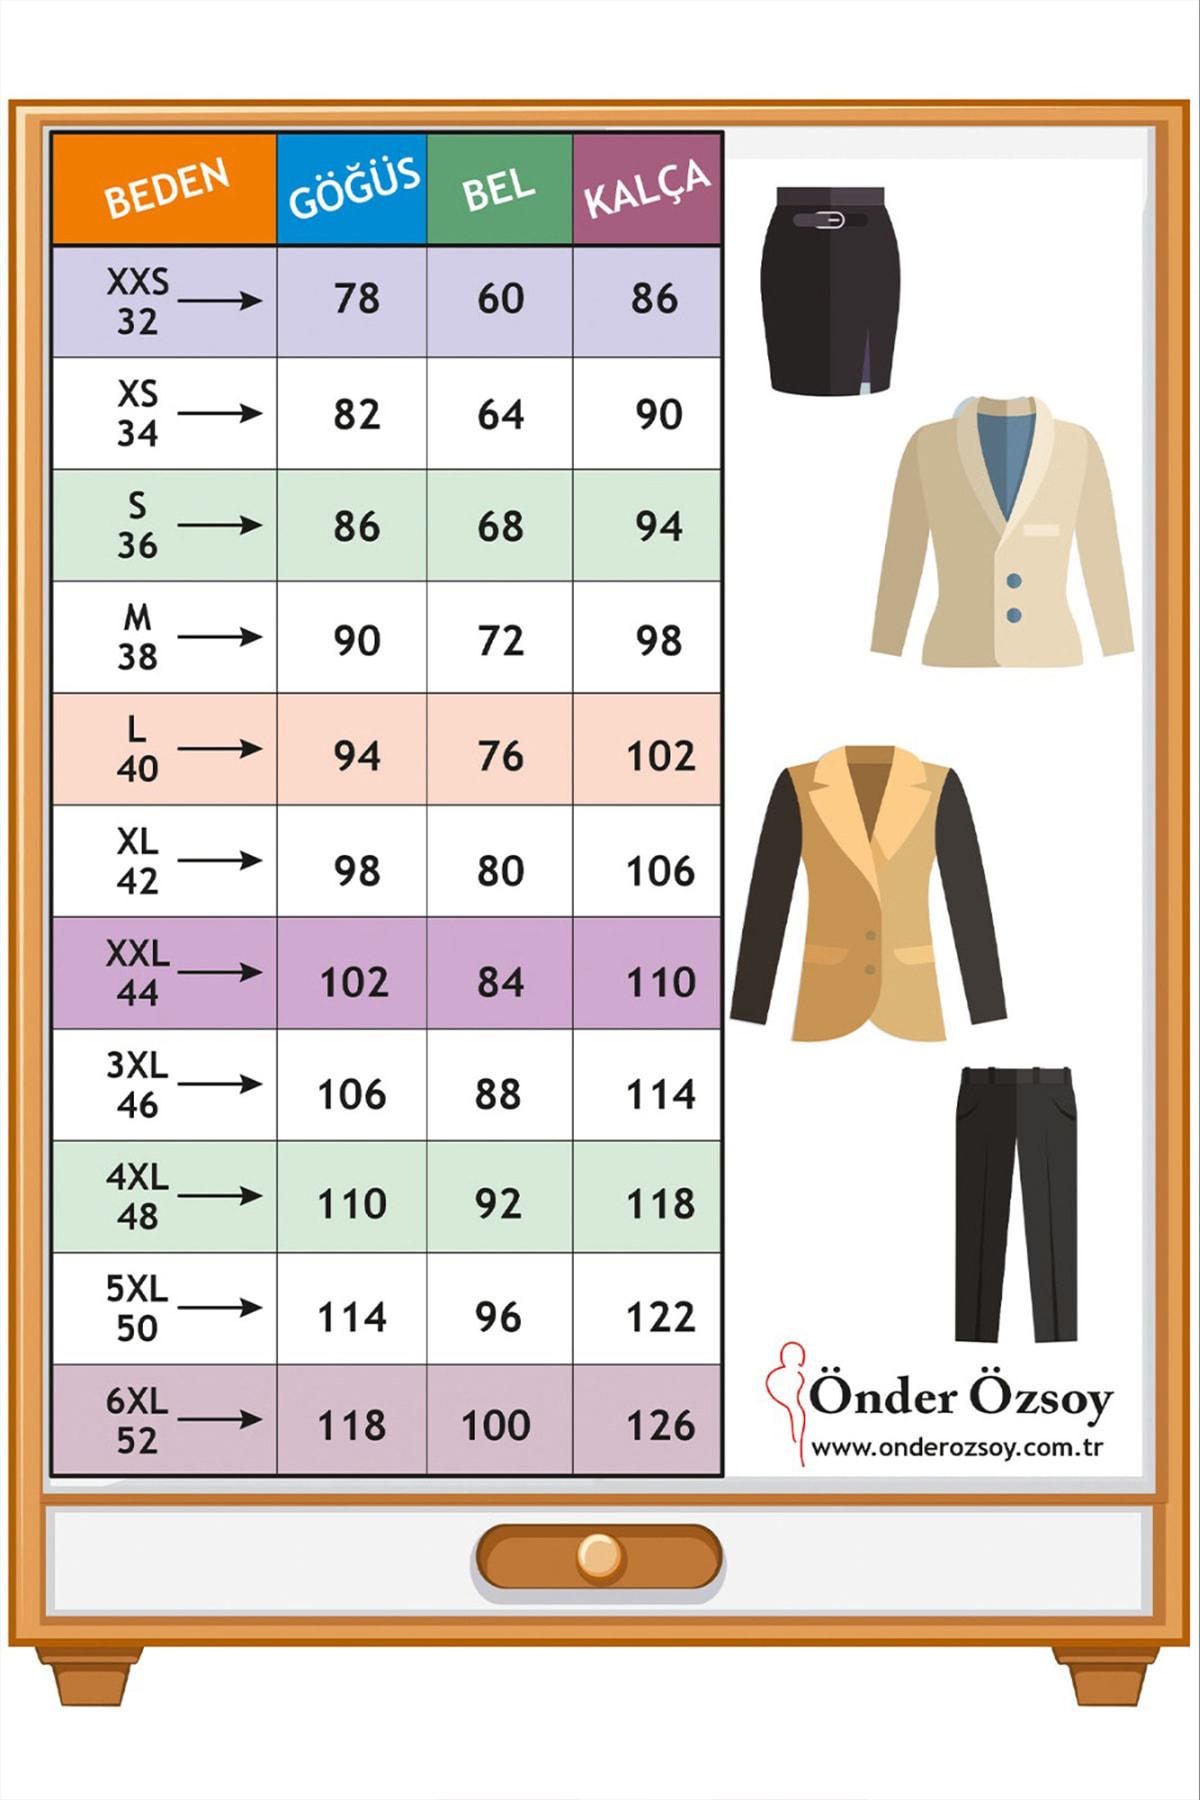 BEDEN GÖĞÜS BEL KALÇA
XXS
32 78 60 86
XS
34 82 64 90
S
36 86 68 94
M
38 90 72 98
L
40 94 76 102
XL
42 98 80 106
XXL
44 102 84 110
3XL
46 106 88 114
4XL
48 110 92 118
5XL
50 114 96 122
6XL
52 118 100 126
Önder Özsoy
www.onderozsoy.com.tr